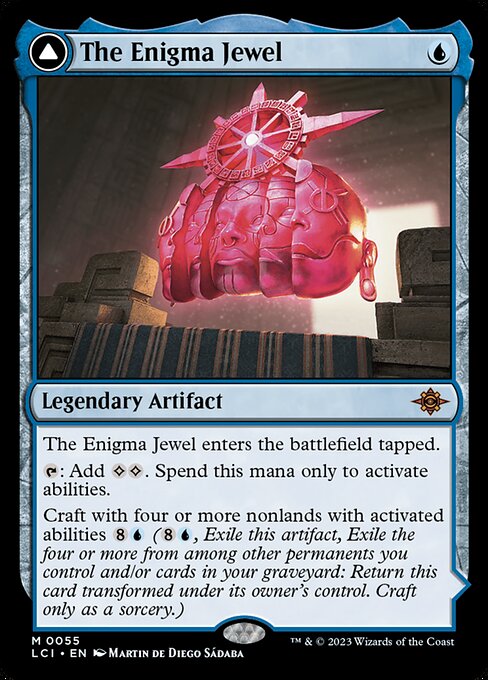 The Enigma Jewel
Legendary Artifact
The Enigma Jewel enters the battlefield tapped.
: Add . Spend this mana only to activate
abilities.
Craft with four or more nonlands with activated
abilities 8 (8, Exile this artifact, Exile the
four or more from among other permanents you
control and/or cards in your graveyard: Return this
card transformed under its owner's control. Craft
only as a sorcery.)
M 0055
LCI • EN Martin de Diego Sádaba
™ & © 2023 Wizards of the Coast